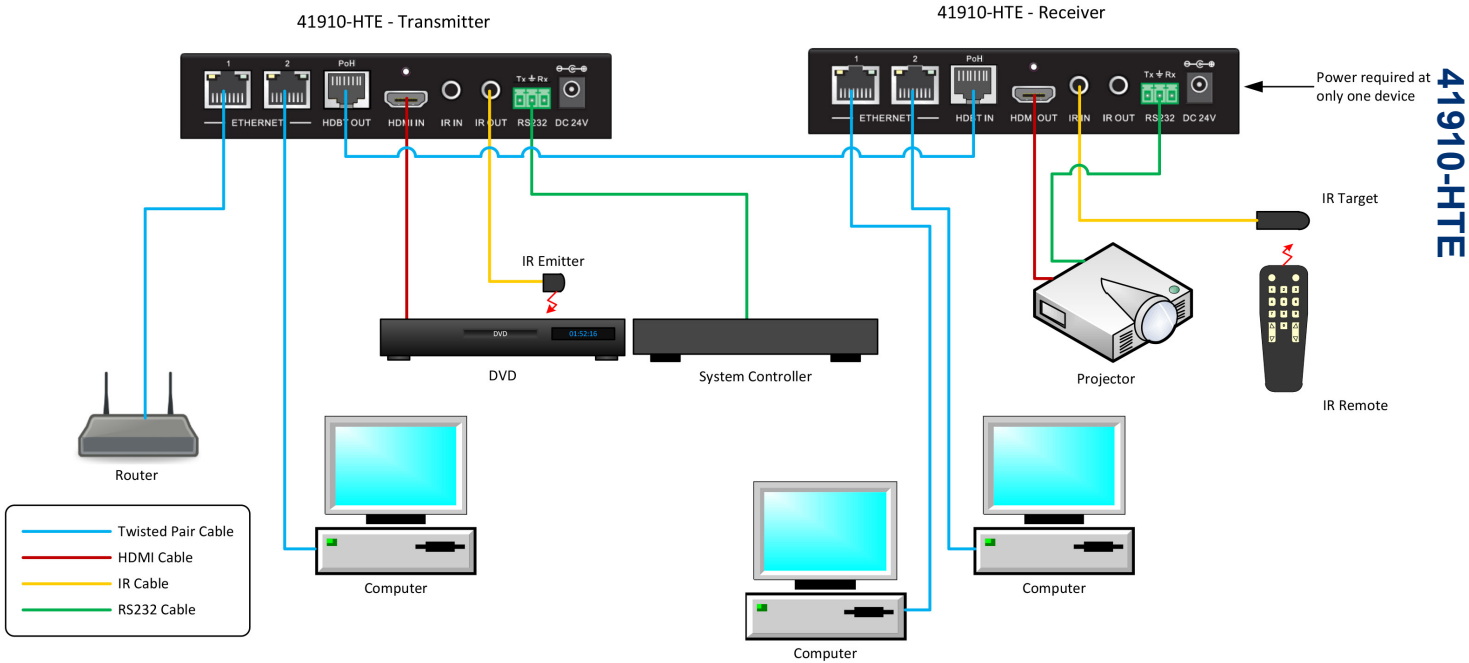 41910-HTE - Transmitter
41910-HTE - Receiver
1
2
PoH
Tx Rx
ETHERNET
HDBT OUT
HDMI IN
IR IN
IR OUT
RS232
DC 24V
1
2
PoH
Tx Rx
ETHERNET
HDBT IN
HDMI OUT
IR IN
IR OUT
RS232
DC 24V
Power required at
only one device
41910-HTE
IR Target
IR Emitter
DVD
01:52:16
DVD
System Controller
Projector
IR Remote
Router
Twisted Pair Cable
HDMI Cable
IR Cable
RS232 Cable
Computer
Computer
Computer